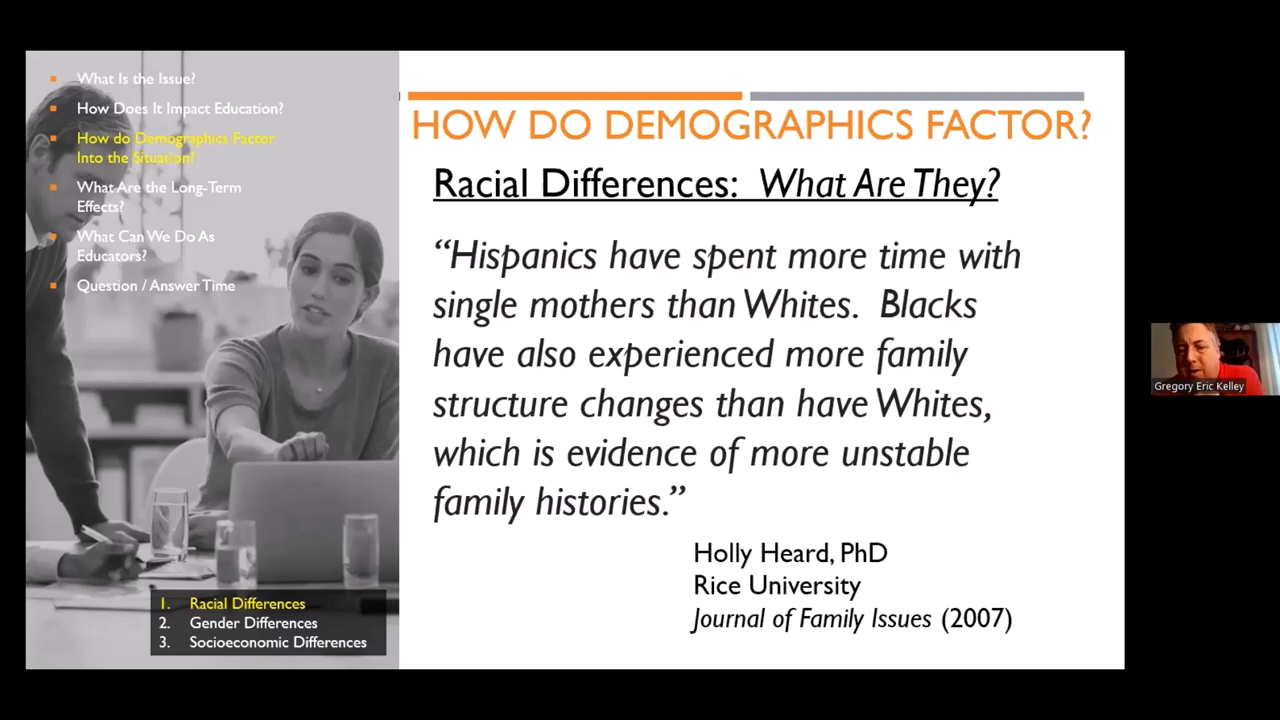 What Is the Issue?
How Does It Impact Education?
How do Demographics Factor
Into the Situation?
What Are the Long-Term
Effects?
What Can We Do As
Educators?
Question / Answer Time
1. Racial Differences
2. Gender Differences
3. Socioeconomic Differences
HOW DO DEMOGRAPHICS FACTOR?
Racial Differences: What Are They?
“Hispanics have spent more time with
single mothers than Whites. Blacks
have also experienced more family
structure changes than have Whites,
which is evidence of more unstable
family histories.”
Holly Heard, PhD
Rice University
Journal of Family Issues (2007)
Gregory Eric Kelley